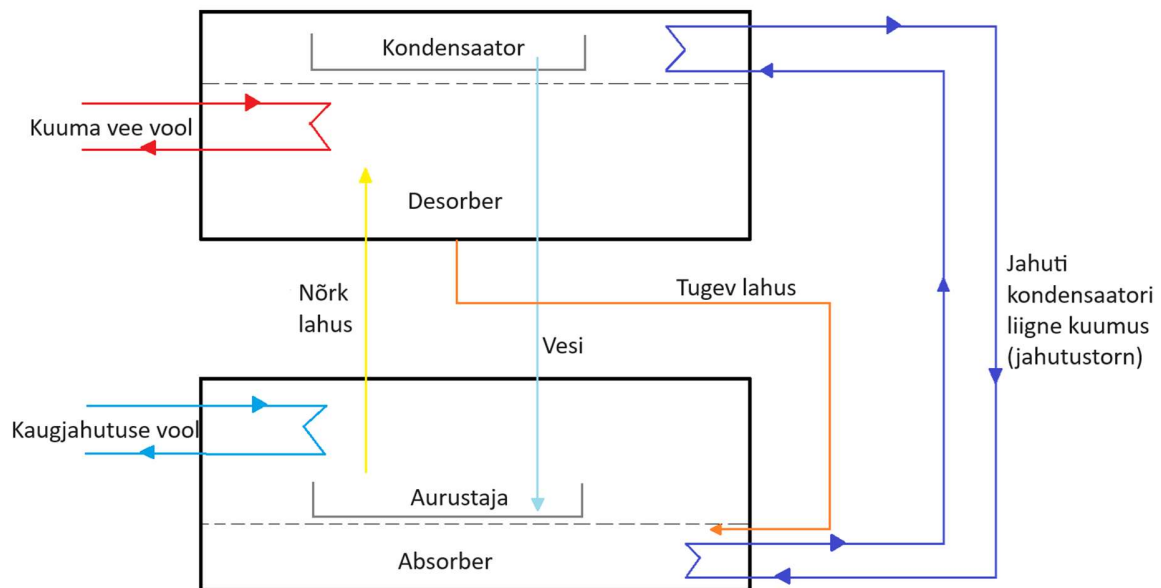 Kondensaator
Kuuma vee vool
Desorber
Nõrk
lahus
Tugev lahus
Vesi
Jahuti
kondensaatori
liigne kuumus
(jahutustorn)
Kaugjahutuse vool
Aurustaja
Absorber